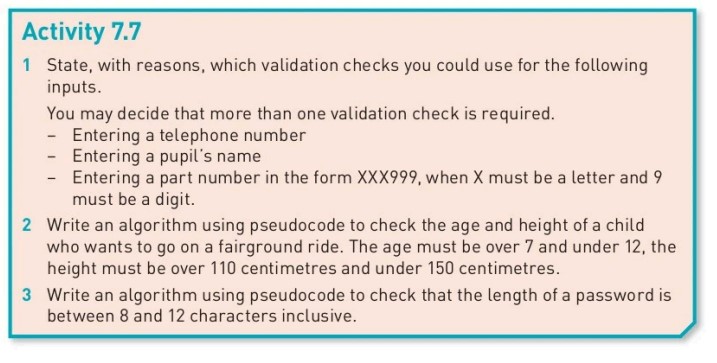 Activity 7.7
1 State, with reasons, which validation checks you could use for the following
inputs.
You may decide that more than one validation check is required.
– Entering a telephone number
– Entering a pupil's name
– Entering a part number in the form XXX999, when X must be a letter and 9
must be a digit.
2 Write an algorithm using pseudocode to check the age and height of a child
who wants to go on a fairground ride. The age must be over 7 and under 12, the
height must be over 110 centimetres and under 150 centimetres.
3 Write an algorithm using pseudocode to check that the length of a password is
between 8 and 12 characters inclusive.